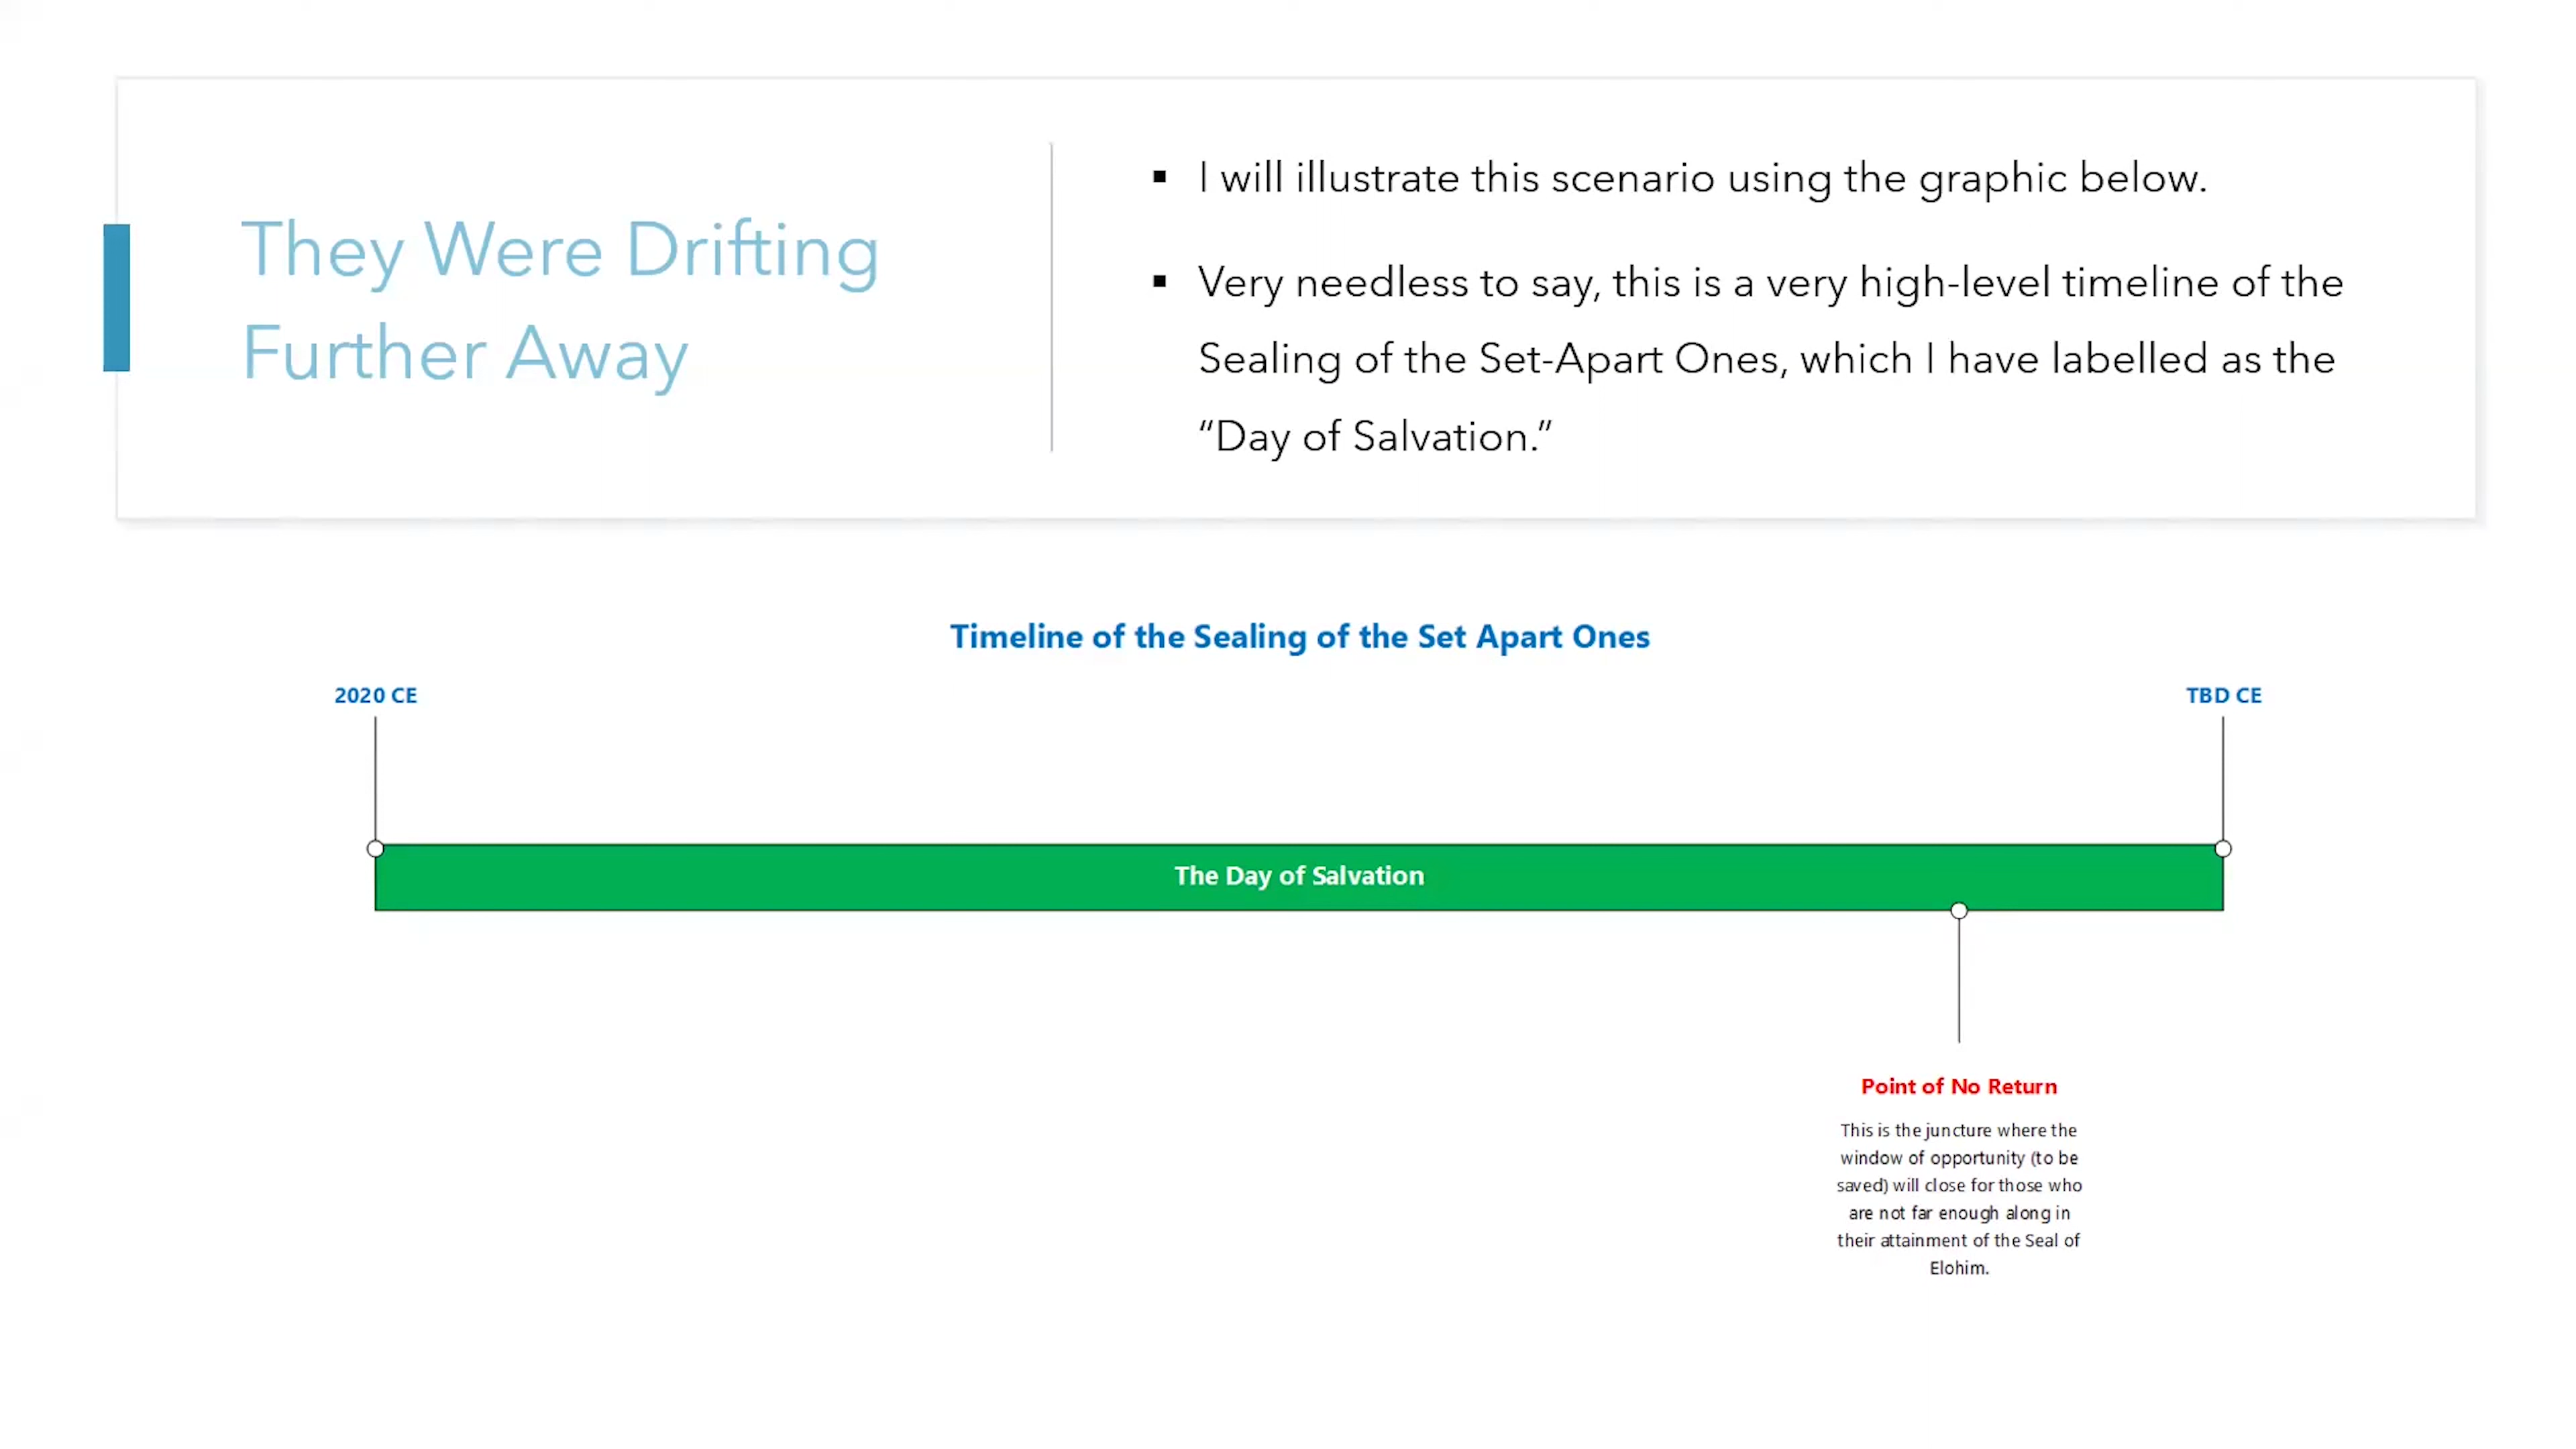 They Were Drifting
Further Away
▪ I will illustrate this scenario using the graphic below.
▪ Very needless to say, this is a very high-level timeline of the
Sealing of the Set-Apart Ones, which I have labelled as the
“Day of Salvation.”
Timeline of the Sealing of the Set Apart Ones
2020 CE
TBD CE
The Day of Salvation
Point of No Return
This is the juncture where the
window of opportunity (to be
saved) will close for those who
are not far enough along in
their attainment of the Seal of
Elohim.